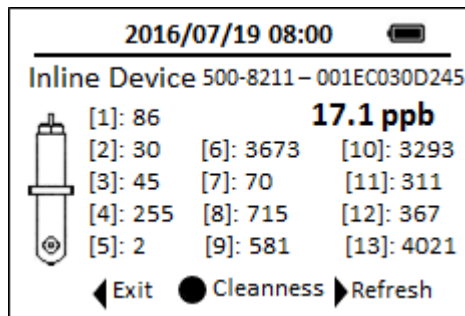 2016/07/19 08:00
Inline Device 500-8211 – 001EC030D245
[1]: 86 17.1 ppb
[2]: 30 [6]: 3673 [10]: 3293
[3]: 45 [7]: 70 [11]: 311
[4]: 255 [8]: 715 [12]: 367
[5]: 2 [9]: 581 [13]: 4021
Exit Cleanness Refresh